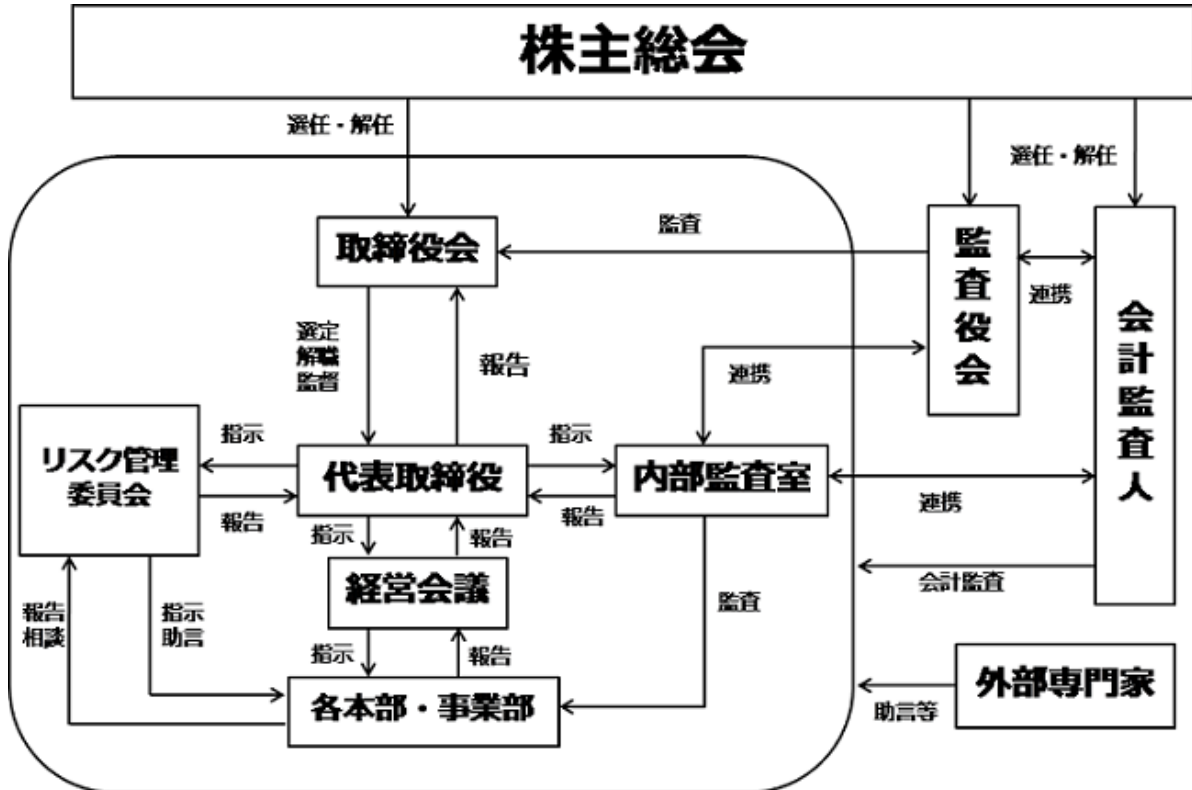 株主総会
選任・解任
選任・解任
取締役会
監査
監査役会
連携
会計監査人
選定
解職
監督
報告
連携
リスク管理
委員会
指示
代表取締役
指示
内部監査室
報告
報告
連携
指示
報告
経営会議
会計監査
報告
相談
指示
助言
監査
指示
報告
各本部・事業部
外部専門家
助言等